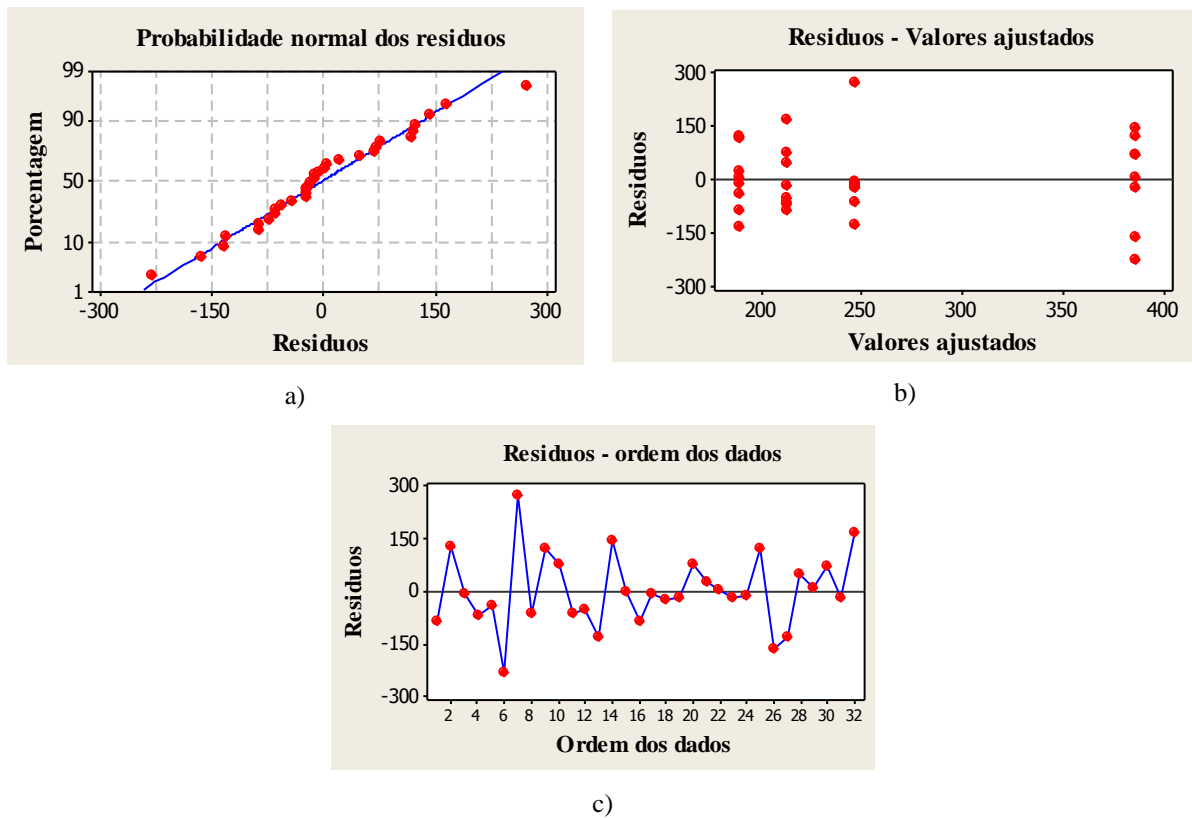 Probabilidade normal dos residuos
Porcentagem
99
90
50
10
1
-300 -150 0 150 300
Residuos
a)
Residuos - Valores ajustados
Residuos
300
150
0
-150
-300
200 250 300 350 400
Valores ajustados
b)
Residuos - ordem dos dados
Residuos
300
150
0
-150
-300
2 4 6 8 10 12 14 16 18 20 22 24 26 28 30 32
Ordem dos dados
c)